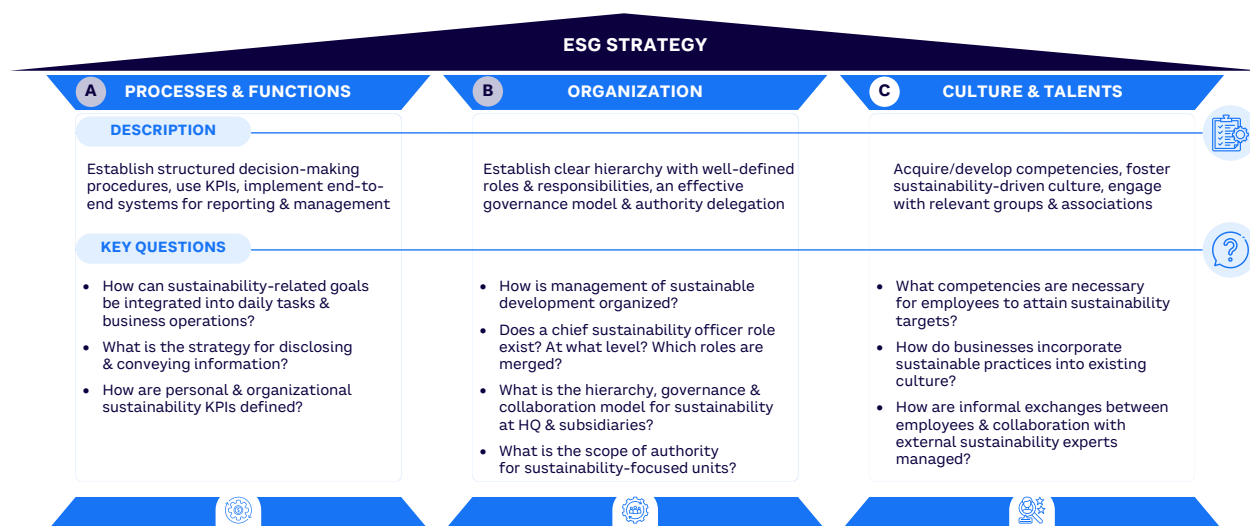 ESG STRATEGY
A
PROCESSES & FUNCTIONS
B
ORGANIZATION
C
CULTURE & TALENTS
DESCRIPTION
Establish structured decision-making
procedures, use KPIs, implement end-to-
end systems for reporting & management
Establish clear hierarchy with well-defined
roles & responsibilities, an effective
governance model & authority delegation
Acquire/develop competencies, foster
sustainability-driven culture, engage
with relevant groups & associations
KEY QUESTIONS
• How can sustainability-related goals
be integrated into daily tasks &
business operations?
• What is the strategy for disclosing
& conveying information?
• How are personal & organizational
sustainability KPIs defined?
• How is management of sustainable
development organized?
• Does a chief sustainability officer role
exist? At what level? Which roles are
merged?
• What is the hierarchy, governance &
collaboration model for sustainability
at HQ & subsidiaries?
• What is the scope of authority
for sustainability-focused units?
• What competencies are necessary
for employees to attain sustainability
targets?
• How do businesses incorporate
sustainable practices into existing
culture?
• How are informal exchanges between
employees & collaboration with
external sustainability experts
managed?